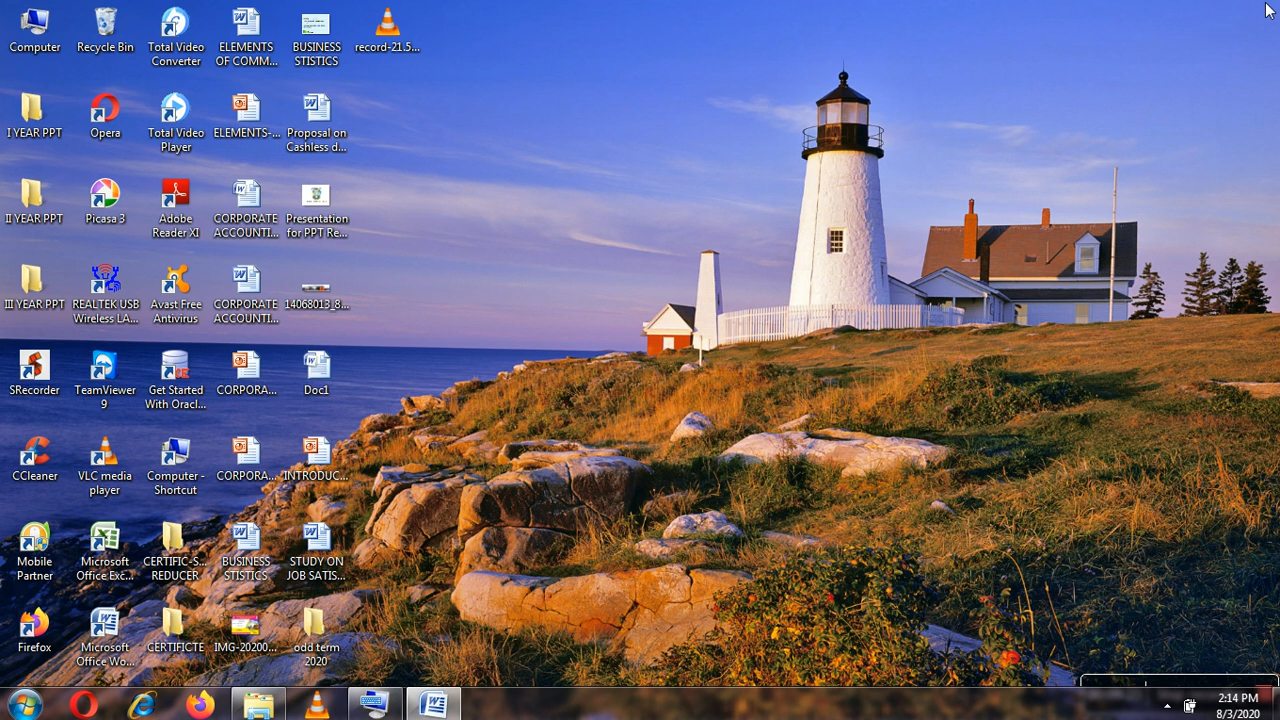 Computer
Recycle Bin
Total Video
Converter
ELEMENTS
OF COMM...
BUSINESS
STISTICS
record-21.5...
I YEAR PPT
Opera
Total Video
Player
ELEMENTS-...
Proposal on
Cashless d...
II YEAR PPT
Picasa 3
Adobe
Reader XI
CORPORATE
ACCOUNTI...
Presentation
for PPT Re...
III YEAR PPT
REALTEK USB
Wireless LA...
Avast Free
Antivirus
CORPORATE
ACCOUNTI...
14068013_8...
SRecorder
TeamViewer
9
Get Started
With Oracl...
CORPORA...
Doc1
CCleaner
VLC media
player
Computer -
Shortcut
CORPORA...
INTRODUC...
Mobile
Partner
Microsoft
Office Exc...
CERTIFIC-S...
REDUCER
BUSINESS
STISTICS
STUDY ON
JOB SATIS...
Firefox
Microsoft
Office Wo...
CERTIFICTE
IMG-20200...
odd term
2020
2:14 PM
8/3/2020